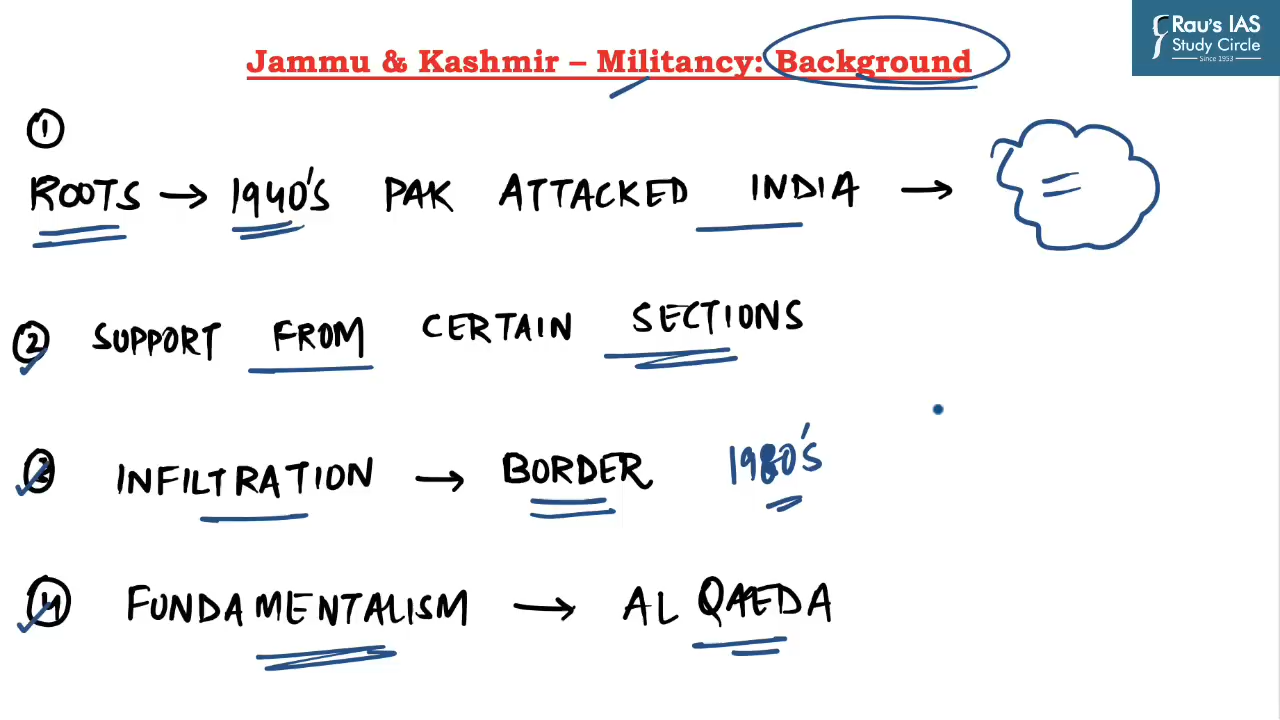 Rau's IAS
Study Circle
Since 1953
Jammu & Kashmir – Militancy: Background
1
ROOTS → 1940's PAK ATTACKED INDIA → =
2 SUPPORT FROM CERTAIN SECTIONS
3 INFILTRATION → BORDER 1980's
4 FUNDAMENTALISM → AL QAEDA